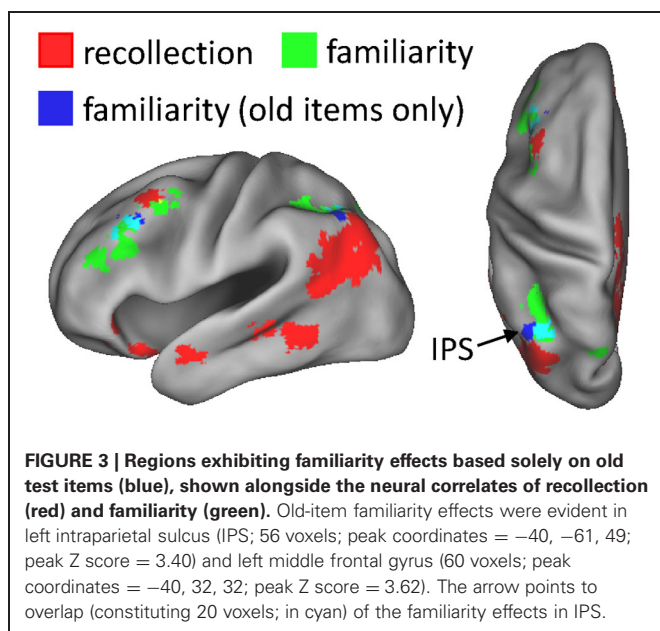 recollection familiarity
familiarity (old items only)
IPS
FIGURE 3 | Regions exhibiting familiarity effects based solely on old
test items (blue), shown alongside the neural correlates of recollection
(red) and familiarity (green). Old-item familiarity effects were evident in
left intraparietal sulcus (IPS; 56 voxels; peak coordinates = −40, −61, 49;
peak Z score = 3.40) and left middle frontal gyrus (60 voxels; peak
coordinates = −40, 32, 32; peak Z score = 3.62). The arrow points to
overlap (constituting 20 voxels; in cyan) of the familiarity effects in IPS.